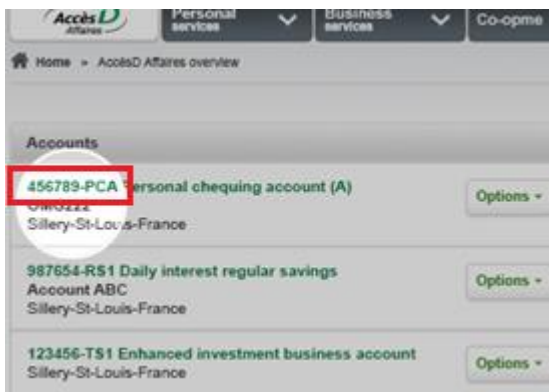 AccèsD
Affaires
Personal
services
Business
services
Co-opme
Home » AccèsD Affaires overview
Accounts
456789-PCA Personal chequing account (A)
Sillery-St-Louis-France
Options
987654-RS1 Daily interest regular savings
Account ABC
Sillery-St-Louis-France
Options
123456-TS1 Enhanced investment business account
Sillery-St-Louis-France
Options